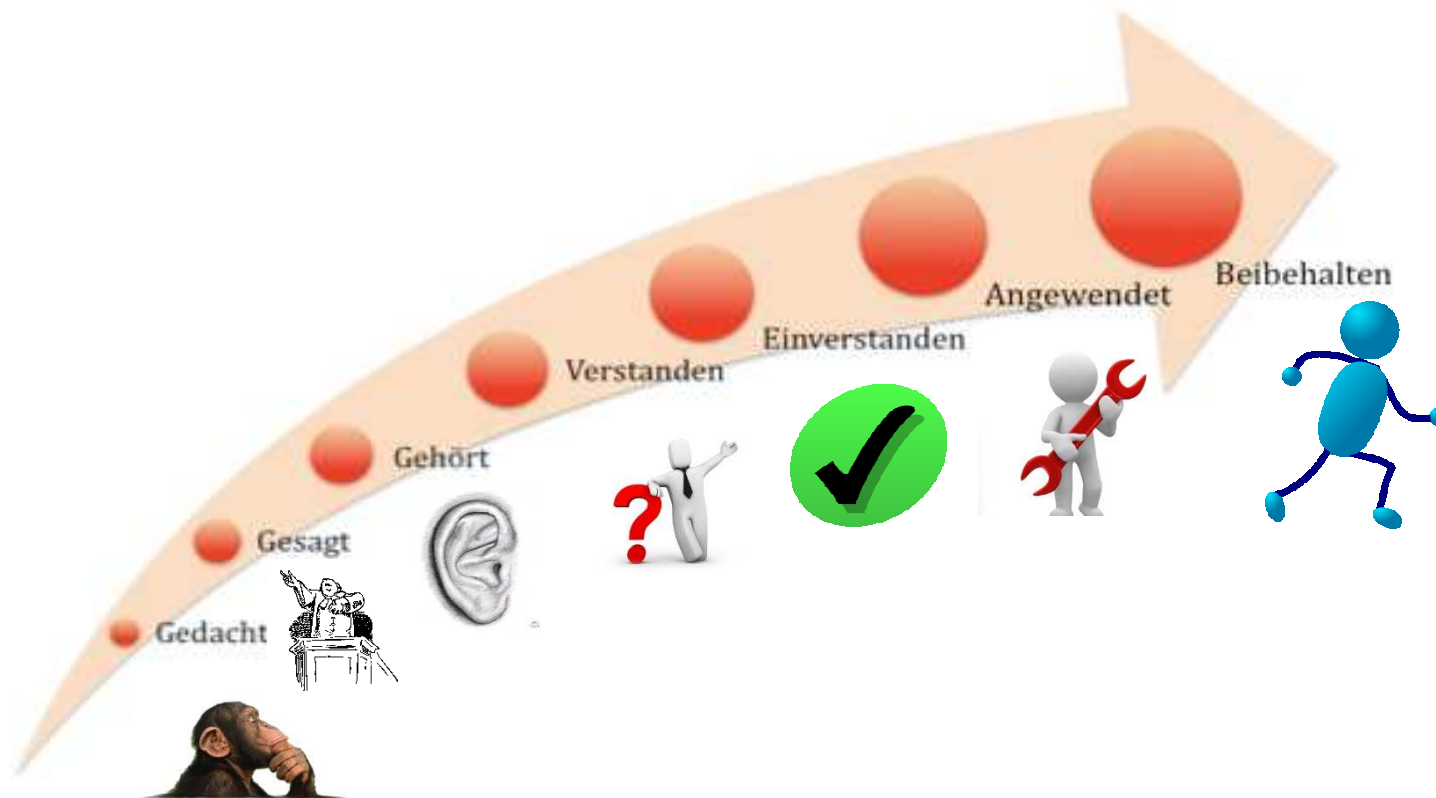 Gedacht
Gesagt
Gehört
Verstanden
Einverstanden
Angewendet
Beibehalten